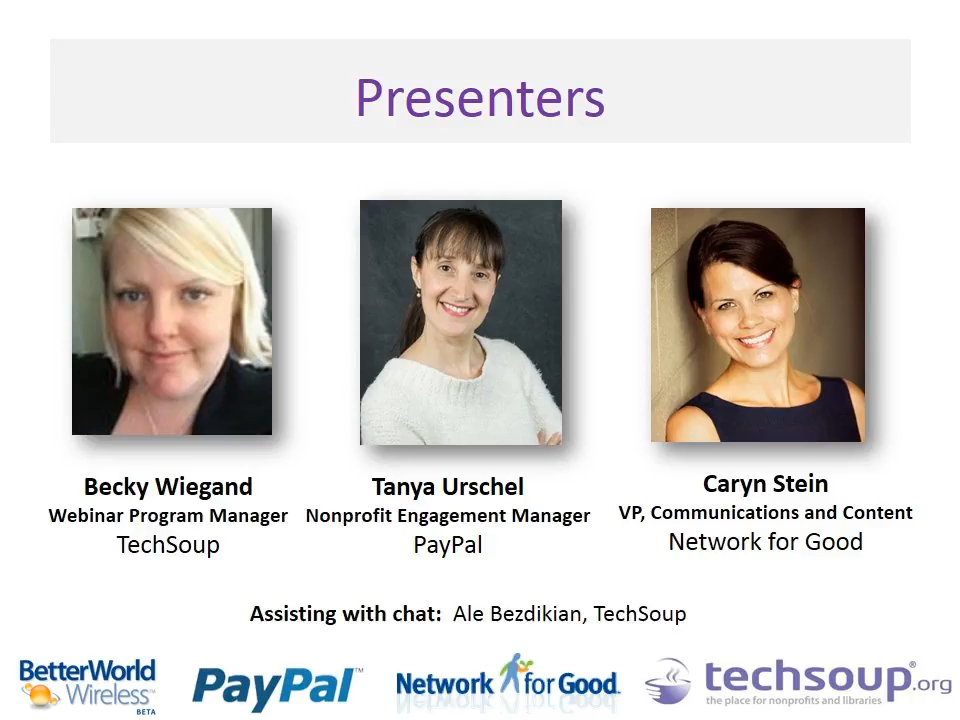 Presenters
Becky Wiegand
Webinar Program Manager
TechSoup
Tanya Urschel
Nonprofit Engagement Manager
PayPal
Caryn Stein
VP, Communications and Content
Network for Good
Assisting with chat: Ale Bezdikian, TechSoup
BetterWorld
Wireless™
BETA
PayPal™
Network for Good.
techsoup®.org
the place for nonprofits and libraries